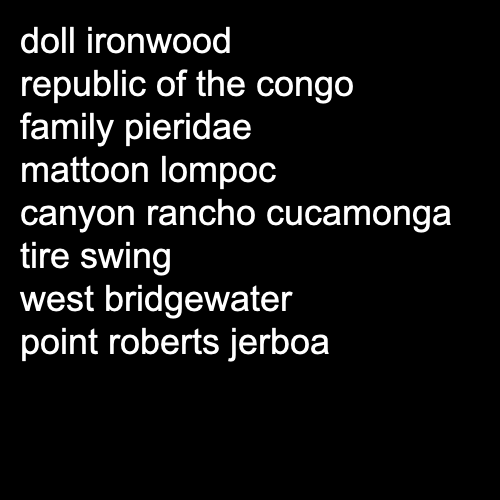 doll ironwood
republic of the congo
family pieridae
mattoon lompoc
canyon rancho cucamonga
tire swing
west bridgewater
point roberts jerboa